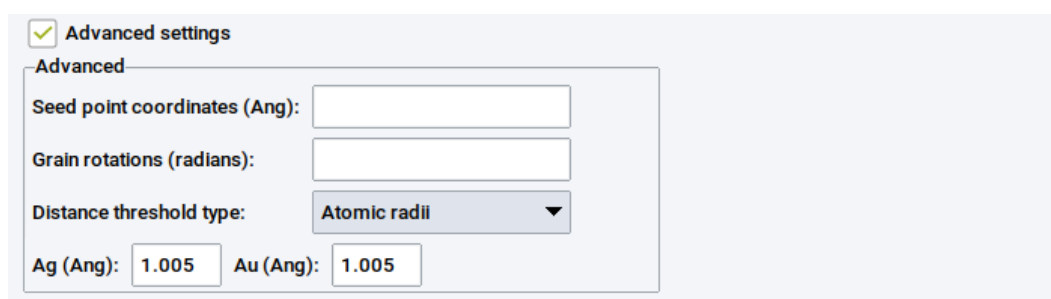 Advanced settings
Advanced
Seed point coordinates (Ang):
Grain rotations (radians):
Distance threshold type: Atomic radii
Ag (Ang): 1.005 Au (Ang): 1.005